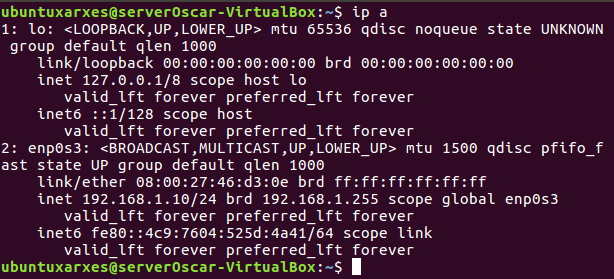 ubuntuxarxes@serverOscar-VirtualBox:~$ ip a
1: lo: <LOOPBACK,UP,LOWER_UP> mtu 65536 qdisc noqueue state UNKNOWN
 group default qlen 1000
    link/loopback 00:00:00:00:00:00 brd 00:00:00:00:00:00
    inet 127.0.0.1/8 scope host lo
       valid_lft forever preferred_lft forever
    inet6 ::1/128 scope host
       valid_lft forever preferred_lft forever
2: enp0s3: <BROADCAST,MULTICAST,UP,LOWER_UP> mtu 1500 qdisc pfifo_f
ast state UP group default qlen 1000
    link/ether 08:00:27:46:d3:0e brd ff:ff:ff:ff:ff:ff
    inet 192.168.1.10/24 brd 192.168.1.255 scope global enp0s3
       valid_lft forever preferred_lft forever
    inet6 fe80::4c9:7604:525d:4a41/64 scope link
       valid_lft forever preferred_lft forever
ubuntuxarxes@serverOscar-VirtualBox:~$